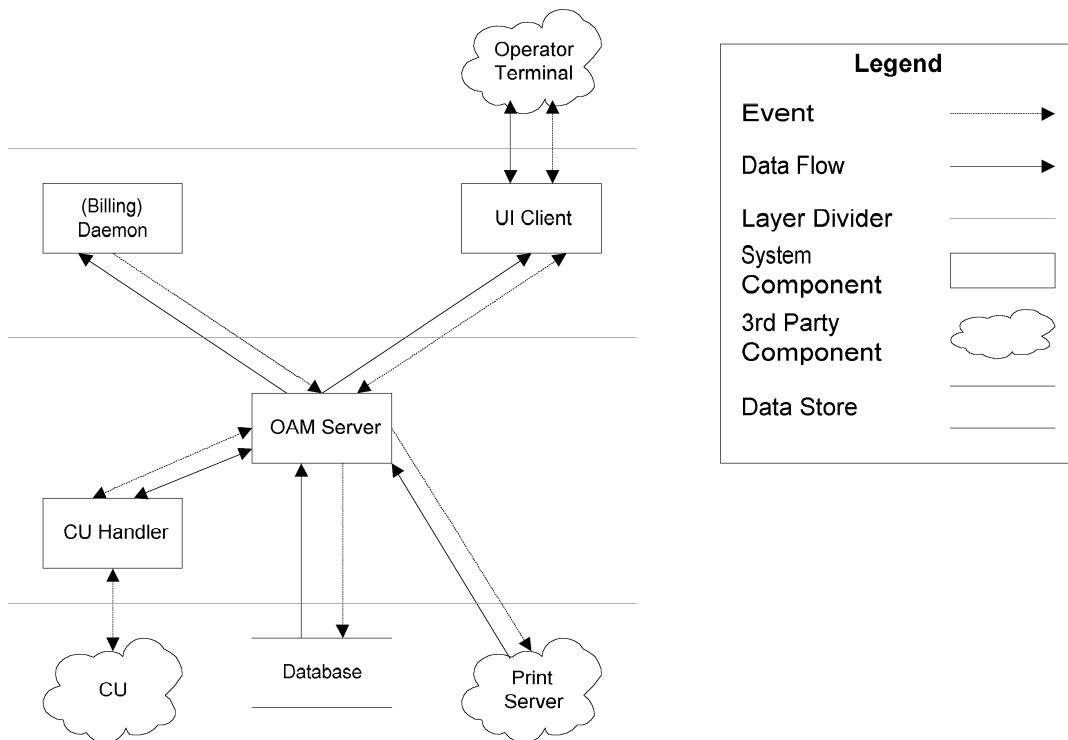 Operator
Terminal
(Billing)
Daemon
UI Client
OAM Server
CU Handler
CU
Database
Print
Server
Legend
Event
Data Flow
Layer Divider
System
Component
3rd Party
Component
Data Store